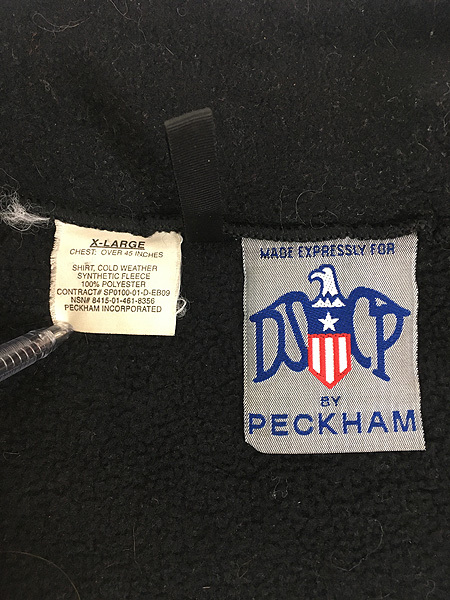 X-LARGE
CHEST: OVER 45 INCHES
SHIRT, COLD WEATHER
SYNTHETIC FLEECE
100% POLYESTER
CONTRACT# SP0100-01-D-EB09
NSN# 8415-01-461-8356
PECKHAM INCORPORATED
MADE EXPRESSLY FOR
DSCP
BY
PECKHAM